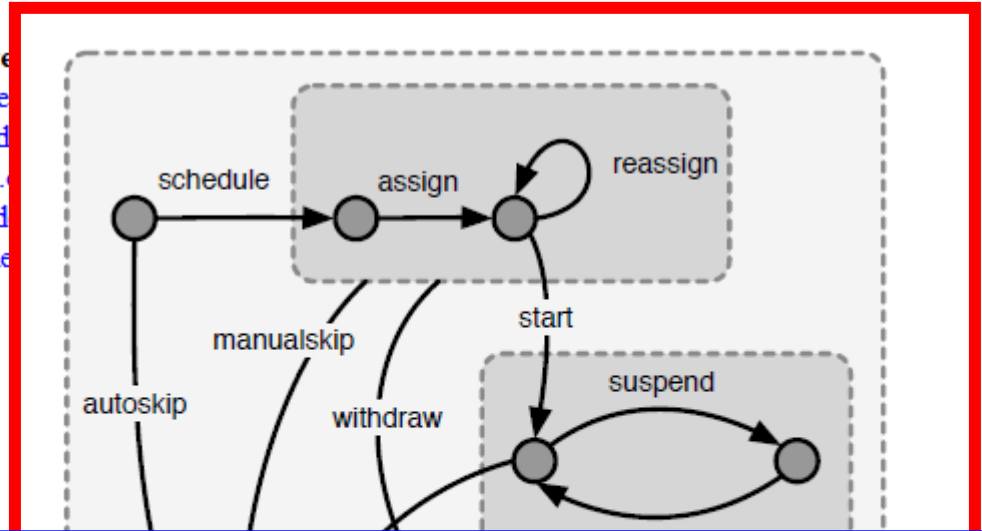 schedule
assign
reassign
start
manualskip
suspend
autoskip
withdraw